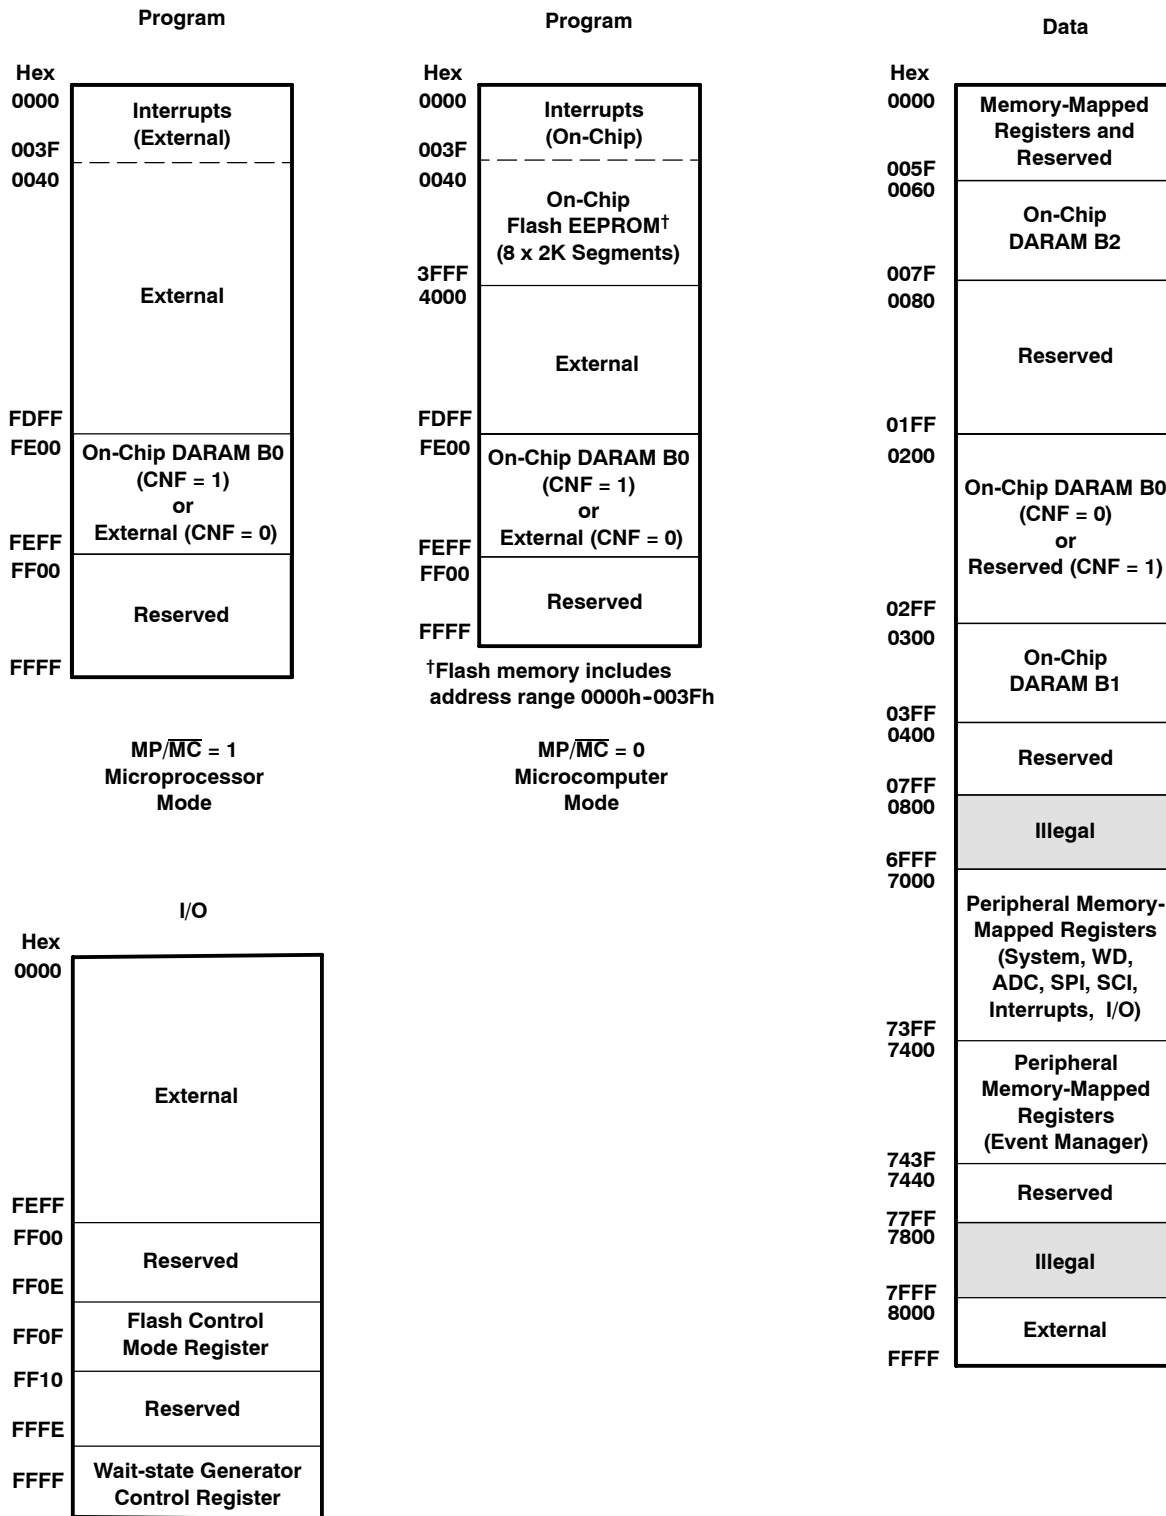 Program
Hex
0000
Interrupts
(External)
003F
0040
External
FDFF
FE00
On-Chip DARAM B0
(CNF = 1)
or
External (CNF = 0)
FEFF
FF00
Reserved
FFFF
MP/M̅C̅ = 1
Microprocessor
Mode
Program
Hex
0000
Interrupts
(On-Chip)
003F
0040
On-Chip
Flash EEPROM†
(8 x 2K Segments)
3FFF
4000
External
FDFF
FE00
On-Chip DARAM B0
(CNF = 1)
or
External (CNF = 0)
FEFF
FF00
Reserved
FFFF
†Flash memory includes
address range 0000h-003Fh
MP/M̅C̅ = 0
Microcomputer
Mode
Data
Hex
0000
Memory-Mapped
Registers and
Reserved
005F
0060
On-Chip
DARAM B2
007F
0080
Reserved
01FF
0200
On-Chip DARAM B0
(CNF = 0)
or
Reserved (CNF = 1)
02FF
0300
On-Chip
DARAM B1
03FF
0400
Reserved
07FF
0800
Illegal
6FFF
7000
Peripheral Memory-
Mapped Registers
(System, WD,
ADC, SPI, SCI,
Interrupts, I/O)
73FF
7400
Peripheral
Memory-Mapped
Registers
(Event Manager)
743F
7440
Reserved
77FF
7800
Illegal
7FFF
8000
External
FFFF
I/O
Hex
0000
External
FEFF
FF00
Reserved
FF0E
Flash Control
Mode Register
FF0F
FF10
Reserved
FFFE
FFFF
Wait-state Generator
Control Register